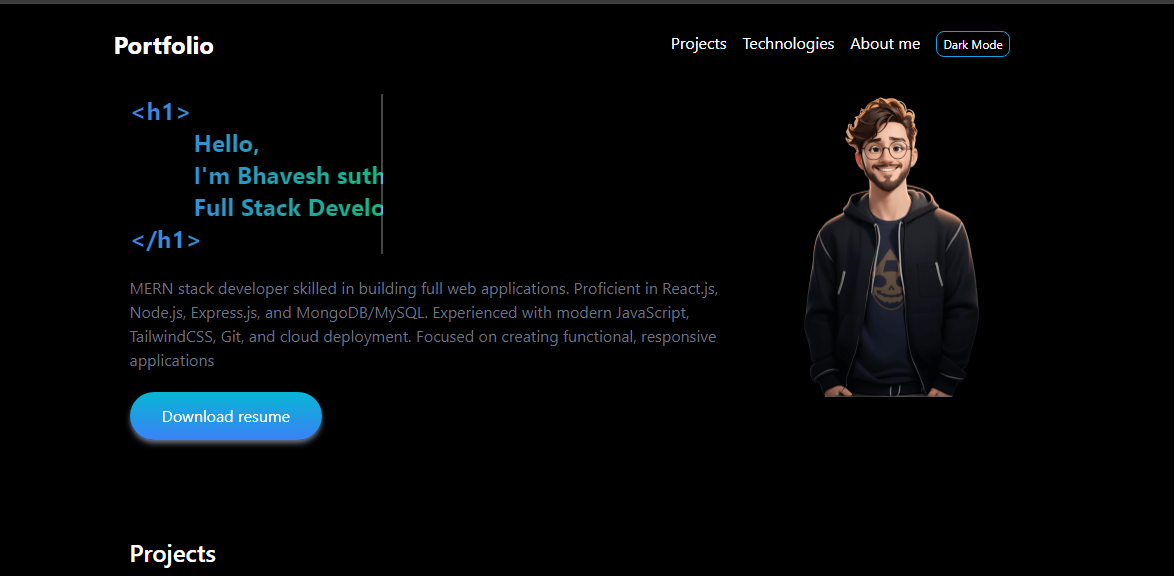 Portfolio
Projects Technologies About me Dark Mode
<h1>
Hello,
I'm Bhavesh suth
Full Stack Develo
</h1>
MERN stack developer skilled in building full web applications. Proficient in React.js,
Node.js, Express.js, and MongoDB/MySQL. Experienced with modern JavaScript,
TailwindCSS, Git, and cloud deployment. Focused on creating functional, responsive
applications
Download resume
Projects